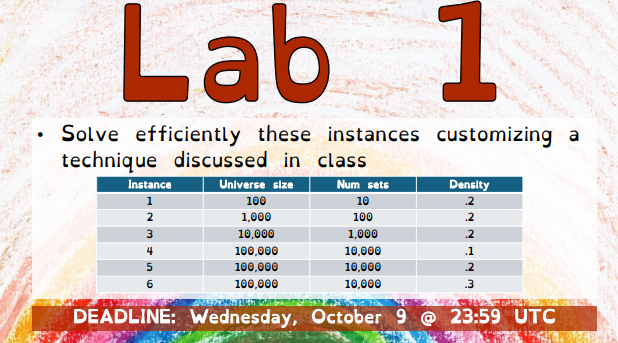 Lab 1
• Solve efficiently these instances customizing a
technique discussed in class
Instance Universe size Num sets Density
1 100 10 .2
2 1,000 100 .2
3 10,000 1,000 .2
4 100,000 10,000 .1
5 100,000 10,000 .2
6 100,000 10,000 .3
DEADLINE: Wednesday, October 9 @ 23:59 UTC